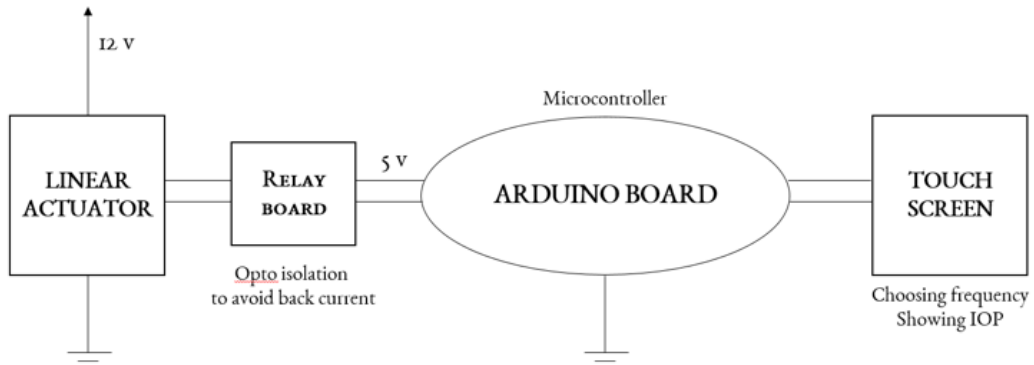 12 V
LINEAR
ACTUATOR
RELAY
BOARD
Opto isolation
to avoid back current
5 V
Microcontroller
ARDUINO BOARD
TOUCH
SCREEN
Choosing frequency
Showing IOP